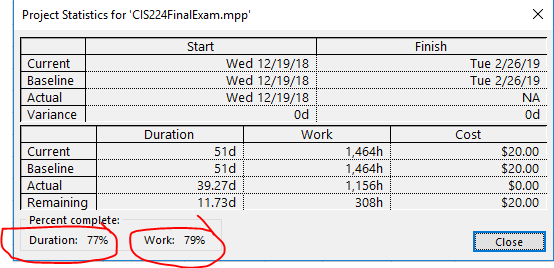 Project Statistics for 'CIS224FinalExam.mpp'
Start Finish
Current Wed 12/19/18 Tue 2/26/19
Baseline Wed 12/19/18 Tue 2/26/19
Actual Wed 12/19/18 NA
Variance 0d 0d
Duration Work Cost
Current 51d 1,464h $20.00
Baseline 51d 1,464h $20.00
Actual 39.27d 1,156h $0.00
Remaining 11.73d 308h $20.00
Percent complete:
Duration: 77% Work: 79% Close